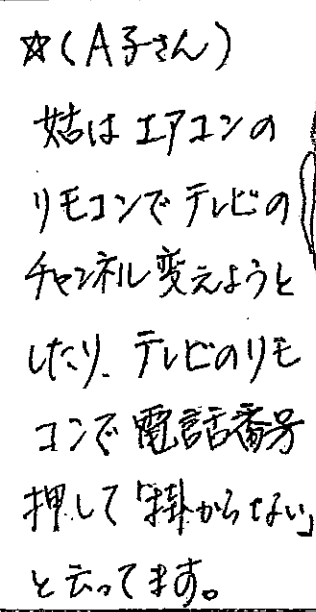 ☆(A子さん)
姑はエアコンの
リモコンでテレビの
チャンネル変えようと
したり、テレビのリモ
コンで電話番号
押して「掛からない」
と云ってます。